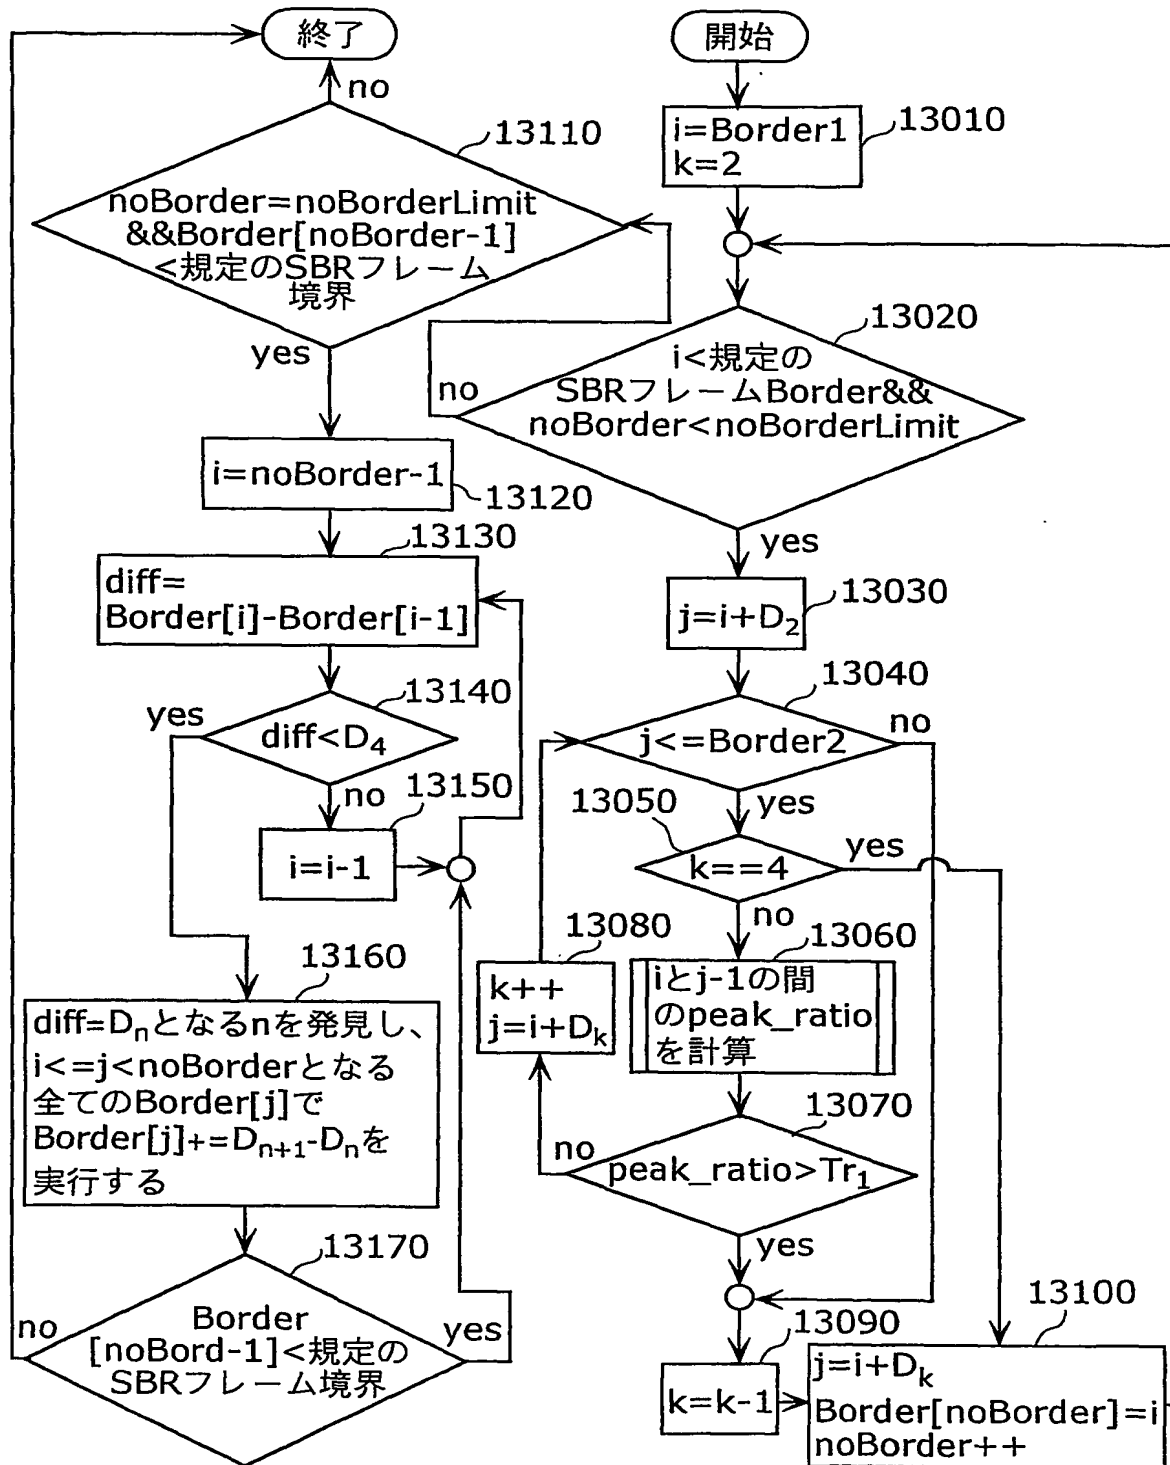 終了
開始
no
13110
noBorder=noBorderLimit
&&Border[noBorder-1]
<規定のSBRフレーム
境界
yes
i=noBorder-1
13120
13130
diff=
Border[i]-Border[i-1]
13140
yes
diff<D4
no
13150
i=i-1
13160
diff=Dnとなるnを発見し、
i<=j<noBorderとなる
全てのBorder[j]で
Border[j]+=Dn+1-Dnを
実行する
13170
Border
[noBord-1]<規定の
SBRフレーム境界
no
yes
13010
i=Border1
k=2
13020
i<規定の
SBRフレームBorder&&
noBorder<noBorderLimit
no
yes
13030
j=i+D2
13040
j<=Border2
no
yes
13050
k==4
yes
no
13060
iとj-1の間
のpeak_ratio
を計算
13080
k++
j=i+Dk
13070
peak_ratio>Tr1
no
yes
13090
k=k-1
13100
j=i+Dk
Border[noBorder]=i
noBorder++